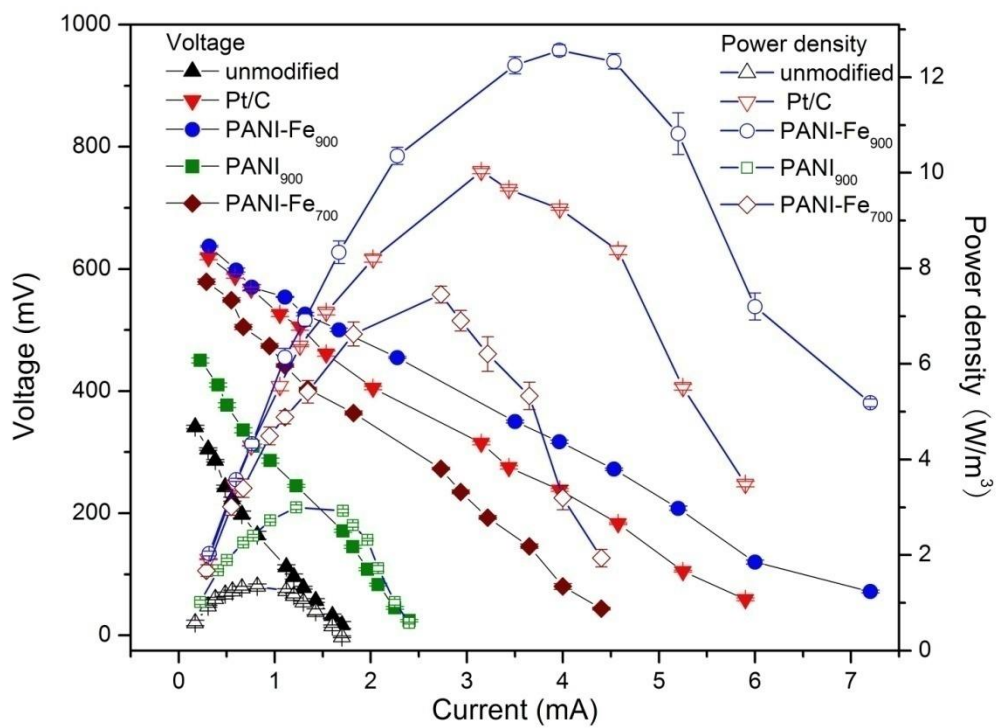 1000
800
600
400
200
0
Voltage (mV)
Voltage
unmodified
Pt/C
PANI-Fe900
PANI900
PANI-Fe700
Power density
unmodified
Pt/C
PANI-Fe900
PANI900
PANI-Fe700
12
10
8
6
4
2
0
Power density (W/m³)
0 1 2 3 4 5 6 7
Current (mA)